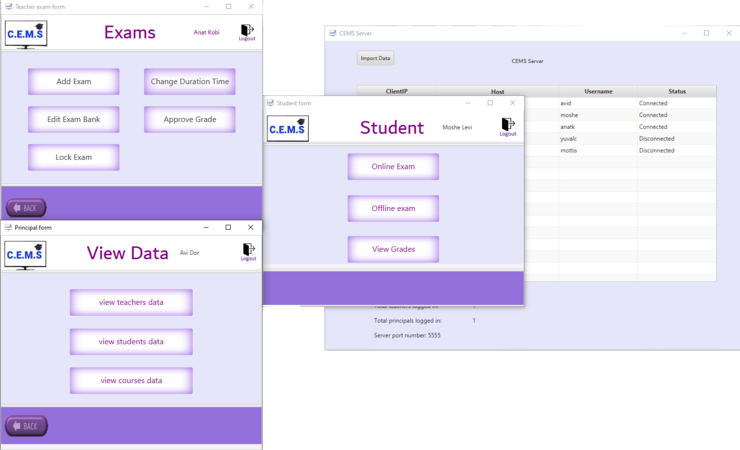 Teacher exam form
C.E.M.S
Exams
Anat Kobi
Logout
Add Exam
Change Duration Time
Edit Exam Bank
Approve Grade
Lock Exam
BACK
CEMS Server
Import Data
CEMS Server
ClientIP Host Username Status
avid Connected
moshe Connected
anatk Connected
yuvalc Disconnected
mottis Disconnected
Total principals logged in: 1
Server port number: 5555
Student form
C.E.M.S
Student
Moshe Levi
Logout
Online Exam
Offline exam
View Grades
Principal form
C.E.M.S
View Data
Avi Dor
Logout
view teachers data
view students data
view courses data
BACK